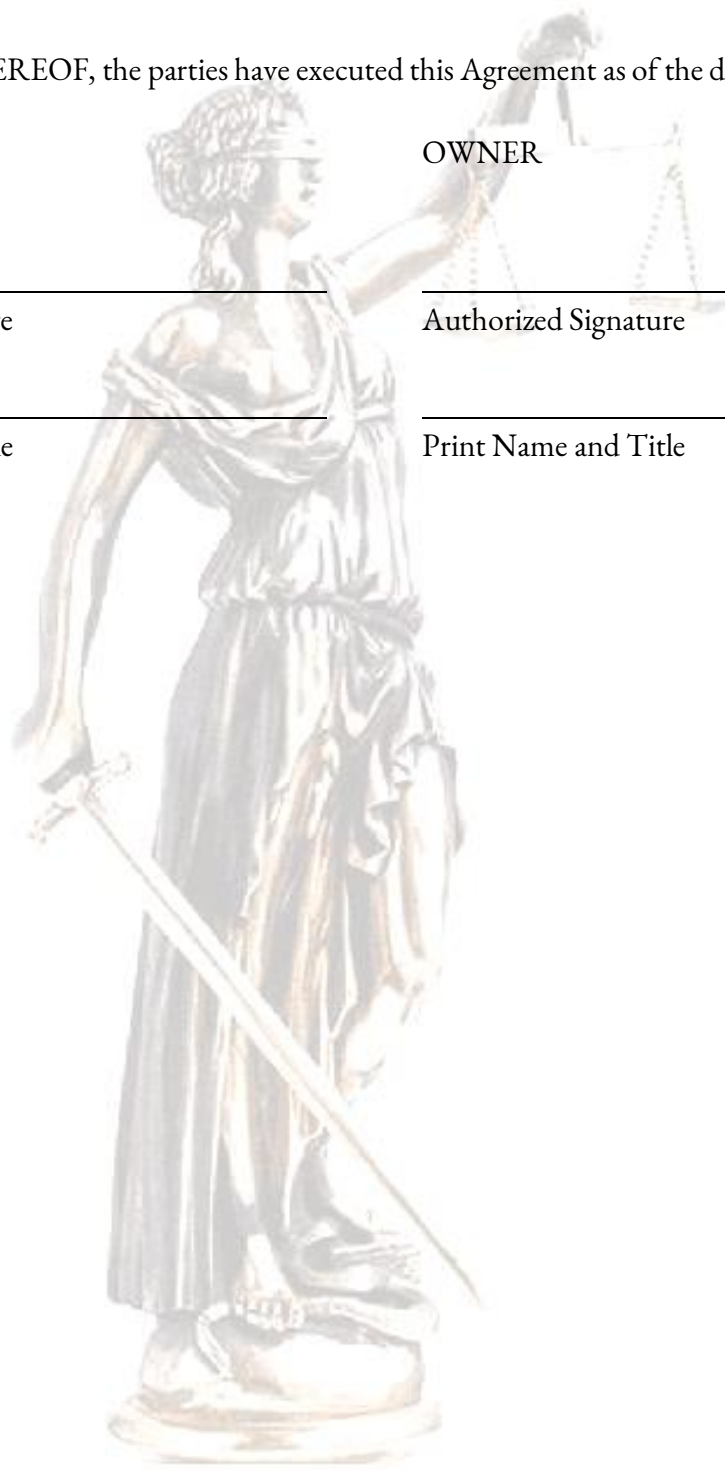 EREOF, the parties have executed this Agreement as of the d
OWNER
e Authorized Signature
e Print Name and Title